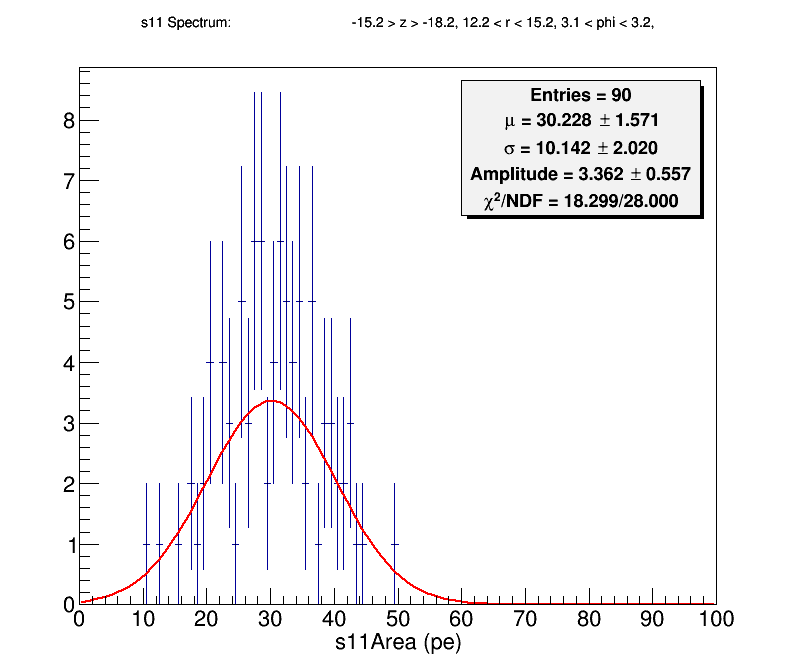 s11 Spectrum: -15.2 > z > -18.2, 12.2 < r < 15.2, 3.1 < phi < 3.2,
Entries = 90
μ = 30.228 ± 1.571
σ = 10.142 ± 2.020
Amplitude = 3.362 ± 0.557
χ²/NDF = 18.299/28.000
8
7
6
5
4
3
2
1
0
0 10 20 30 40 50 60 70 80 90 100
s11Area (pe)